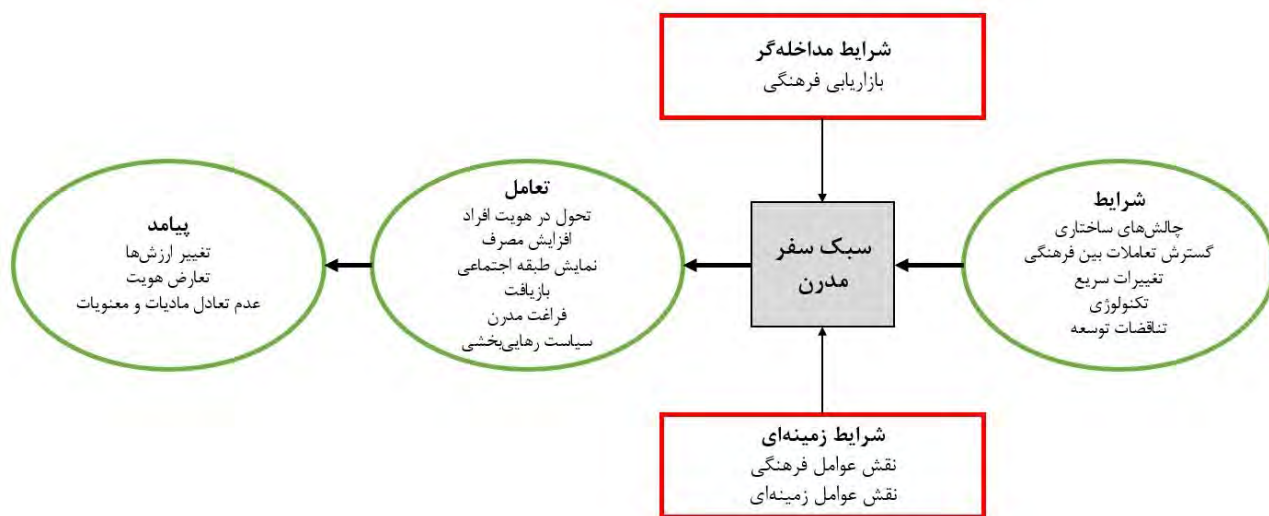 شرایط مداخله‌گر
بازاریابی فرهنگی
شرایط
چالش‌های ساختاری
گسترش تعاملات بین فرهنگی
تغییرات سریع
تکنولوژی
تناقضات توسعه
سبک سفر
مدرن
تعامل
تحول در هویت افراد
افزایش مصرف
نمایش طبقه اجتماعی
بازیافت
فراغت مدرن
سیاست رهایی‌بخشی
پیامد
تغییر ارزش‌ها
تعارض هویت
عدم تعادل مادیات و معنویات
شرایط زمینه‌ای
نقش عوامل فرهنگی
نقش عوامل زمینه‌ای